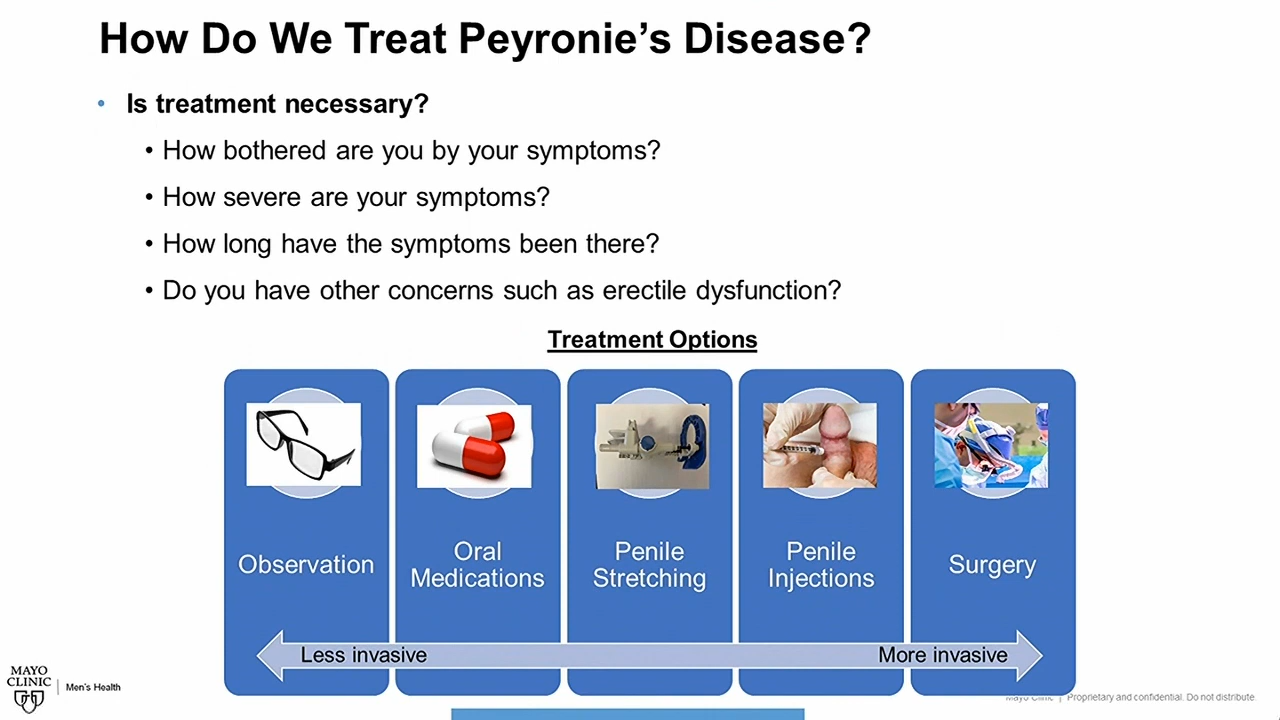 How Do We Treat Peyronie's Disease?
• Is treatment necessary?
• How bothered are you by your symptoms?
• How severe are your symptoms?
• How long have the symptoms been there?
• Do you have other concerns such as erectile dysfunction?
Treatment Options
Observation
Oral
Medications
Penile
Stretching
Penile
Injections
Surgery
Less invasive
More invasive
MAYO
CLINIC
Men's Health
Mayo Clinic | Proprietary and confidential. Do not distribute.